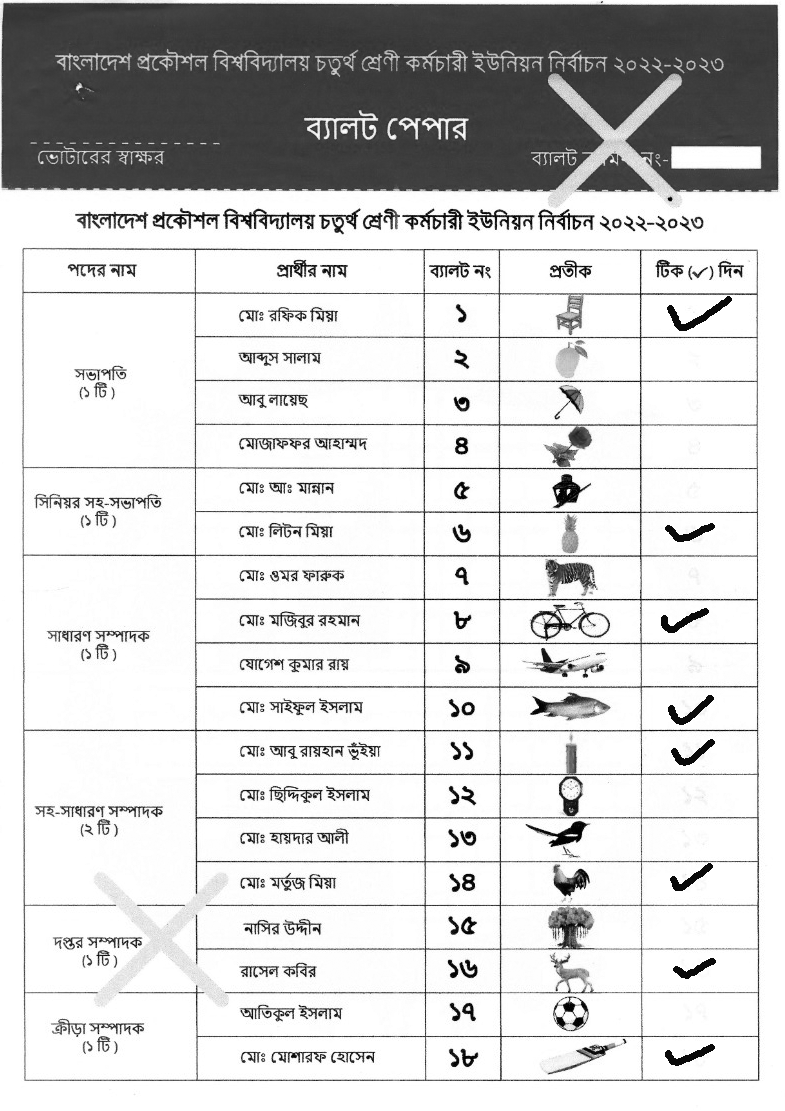 বাংলাদেশ প্রকৌশল বিশ্ববিদ্যালয় চতুর্থ শ্রেণী কর্মচারী ইউনিয়ন নির্বাচন ২০২২-২০২৩
ব্যালট পেপার
ভোটারের স্বাক্ষর
ব্যালট নং-
বাংলাদেশ প্রকৌশল বিশ্ববিদ্যালয় চতুর্থ শ্রেণী কর্মচারী ইউনিয়ন নির্বাচন ২০২২-২০২৩
পদের নাম প্রার্থীর নাম ব্যালট নং প্রতীক টিক (✓) দিন
সভাপতি
(১ টি )
মোঃ রফিক মিয়া ১ ✓
আব্দুস সালাম ২
আবু লায়েছ ৩
মোজাফফর আহাম্মদ ৪
সিনিয়র সহ-সভাপতি
(১ টি )
মোঃ আঃ মান্নান ৫
মোঃ লিটন মিয়া ৬ ✓
সাধারণ সম্পাদক
(১ টি )
মোঃ ওমর ফারুক ৭
মোঃ মজিবুর রহমান ৮ ✓
যোগেশ কুমার রায় ৯
মোঃ সাইফুল ইসলাম ১০ ✓
সহ-সাধারণ সম্পাদক
(২ টি )
মোঃ আবু রায়হান ভুঁইয়া ১১ ✓
মোঃ ছিদ্দিকুল ইসলাম ১২
মোঃ হায়দার আলী ১৩
মোঃ মর্তুজ মিয়া ১৪ ✓
দপ্তর সম্পাদক
(১ টি )
নাসির উদ্দীন ১৫
রাসেল কবির ১৬ ✓
ক্রীড়া সম্পাদক
(১ টি )
আতিকুল ইসলাম ১৭
মোঃ মোশারফ হোসেন ১৮ ✓